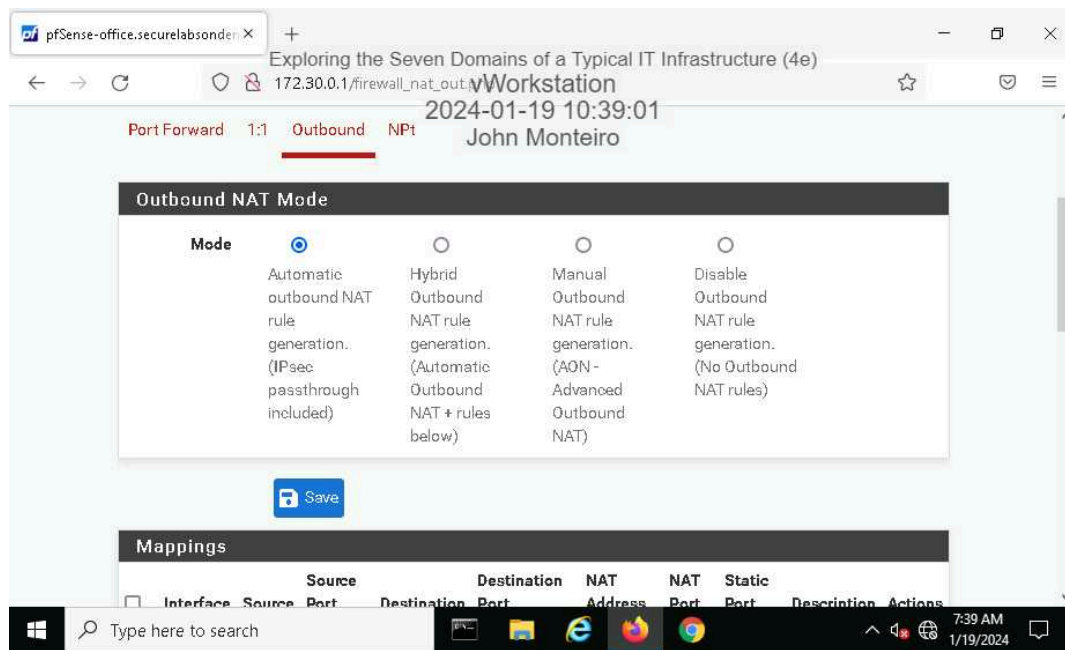 pfSense-office.securelabsonder
Exploring the Seven Domains of a Typical IT Infrastructure (4e)
172.30.0.1/firewall_nat_out.
vWorkstation
2024-01-19 10:39:01
John Monteiro
Port Forward 1:1 Outbound NPt
Outbound NAT Mode
Mode
Automatic
outbound NAT
rule
generation.
(IPsec
passthrough
included)
Hybrid
Outbound
NAT rule
generation.
(Automatic
Outbound
NAT + rules
below)
Manual
Outbound
NAT rule
generation.
(AON -
Advanced
Outbound
NAT)
Disable
Outbound
NAT rule
generation.
(No Outbound
NAT rules)
Save
Mappings
Interface Source Source Port Destination Destination Port NAT Address NAT Port Static Port Description Actions
Type here to search
7:39 AM
1/19/2024